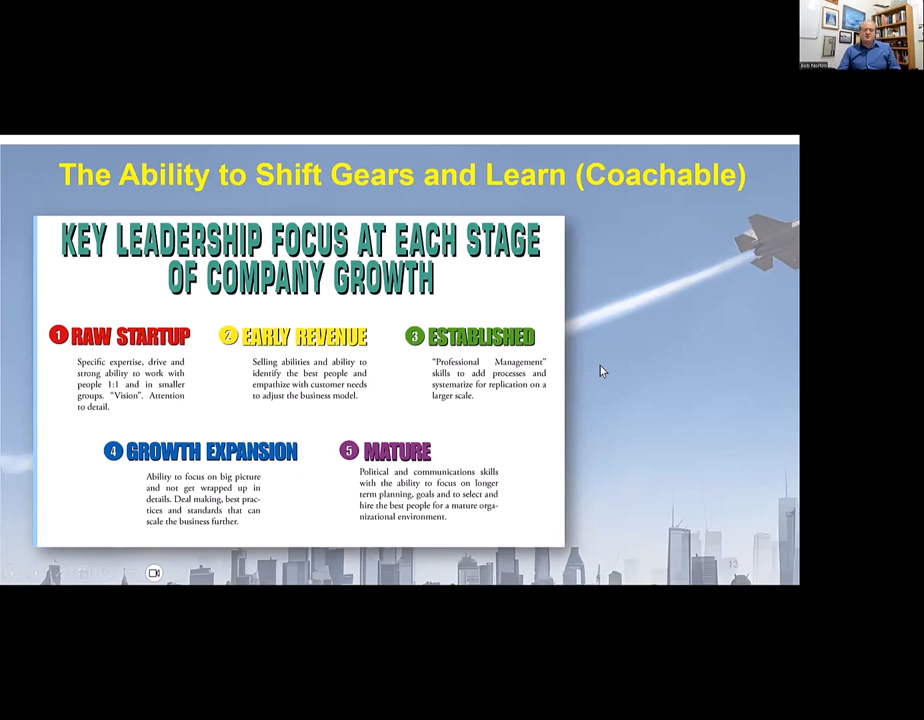 Bob Norton
The Ability to Shift Gears and Learn (Coachable)
KEY LEADERSHIP FOCUS AT EACH STAGE
OF COMPANY GROWTH
1 RAW STARTUP
Specific expertise, drive and
strong ability to work with
people 1:1 and in smaller
groups. “Vision”. Attention
to detail.
2 EARLY REVENUE
Selling abilities and ability to
identify the best people and
empathize with customer needs
to adjust the business model.
3 ESTABLISHED
“Professional Management”
skills to add processes and
systematize for replication on a
larger scale.
4 GROWTH EXPANSION
Ability to focus on big picture
and not get wrapped up in
details. Deal making, best prac-
tices and standards that can
scale the business further.
5 MATURE
Political and communications skills
with the ability to focus on longer
term planning, goals and to select and
hire the best people for a mature orga-
nizational environment.
13